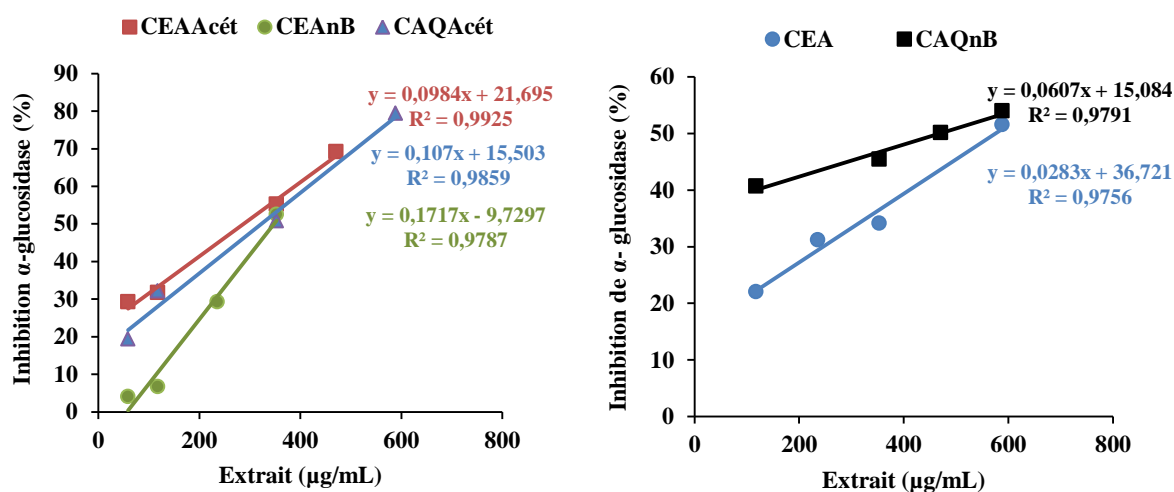 CEAAcét CEAnB CAQAcét
Inhibition α-glucosidase (%)
90
80
70
60
50
40
30
20
10
0
y = 0,0984x + 21,695
R² = 0,9925
y = 0,107x + 15,503
R² = 0,9859
y = 0,1717x - 9,7297
R² = 0,9787
0 200 400 600 800
Extrait (µg/mL)
CEA CAQnB
Inhibition de α- glucosidase (%)
60
50
40
30
20
10
0
y = 0,0607x + 15,084
R² = 0,9791
y = 0,0283x + 36,721
R² = 0,9756
0 200 400 600 800
Extrait (µg/mL)